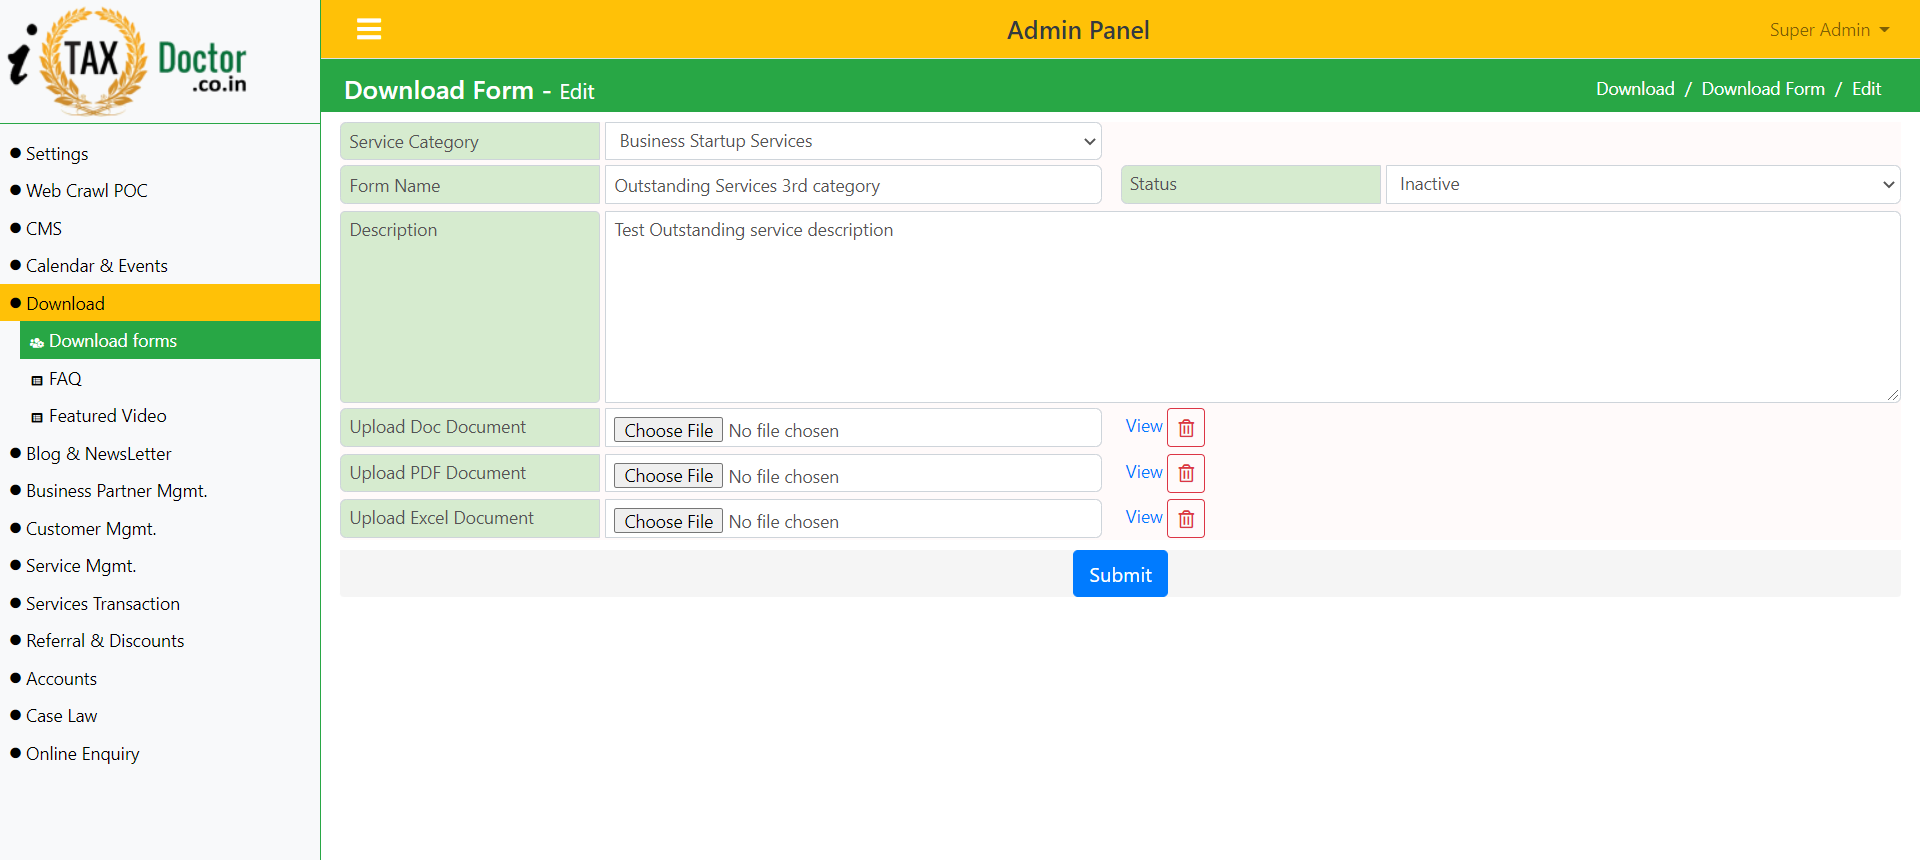 i TAX Doctor
.co.in
Admin Panel
Super Admin
Download Form - Edit
Download / Download Form / Edit
Settings
Web Crawl POC
CMS
Calendar & Events
Download
Download forms
FAQ
Featured Video
Blog & NewsLetter
Business Partner Mgmt.
Customer Mgmt.
Service Mgmt.
Services Transaction
Referral & Discounts
Accounts
Case Law
Online Enquiry
Service Category
Business Startup Services
Form Name
Outstanding Services 3rd category
Status
Inactive
Description
Test Outstanding service description
Upload Doc Document
Choose File No file chosen
View
Upload PDF Document
Choose File No file chosen
View
Upload Excel Document
Choose File No file chosen
View
Submit